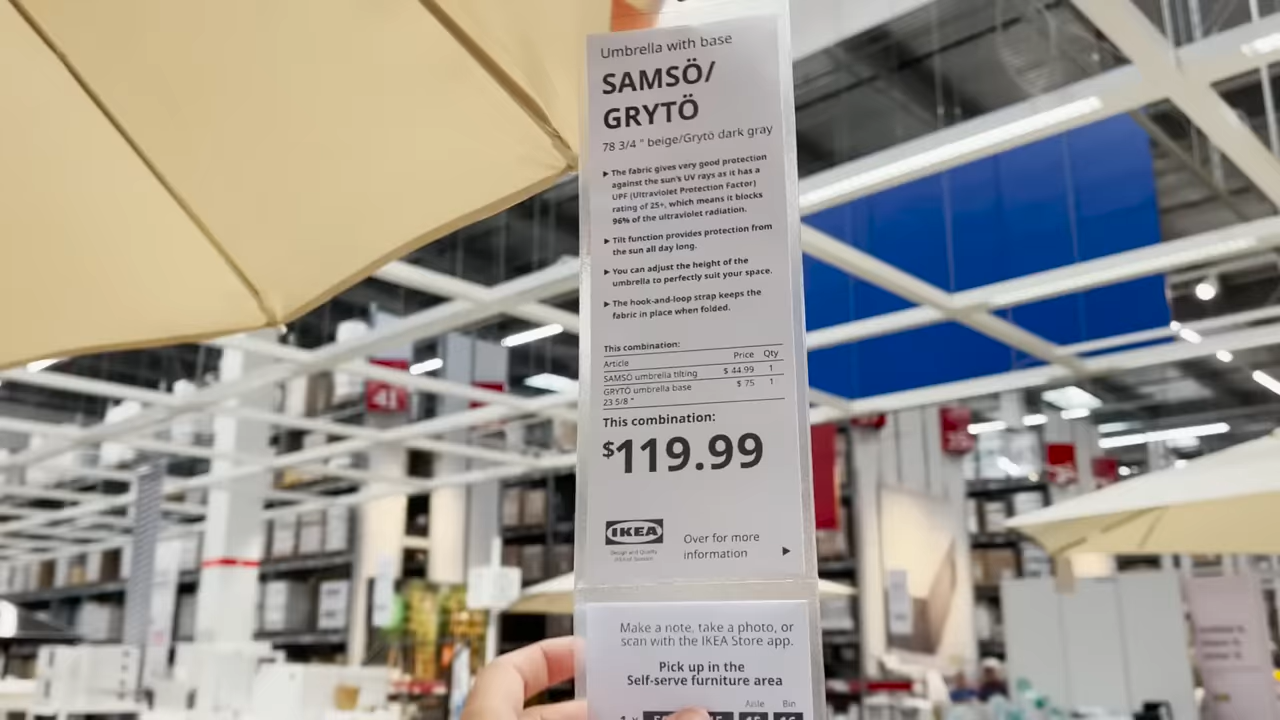 Umbrella with base
SAMSÖ/
GRYTÖ
78 3/4 " beige/Grytö dark gray
▶ The fabric gives very good protection
against the sun's UV rays as it has a
UPF (Ultraviolet Protection Factor)
rating of 25+, which means it blocks
96% of the ultraviolet radiation.
▶ Tilt function provides protection from
the sun all day long.
▶ You can adjust the height of the
umbrella to perfectly suit your space.
▶ The hook-and-loop strap keeps the
fabric in place when folded.
This combination:
Article Price Qty
SAMSÖ umbrella tilting $ 44.99 1
GRYTÖ umbrella base $ 75 1
23 5/8 "
This combination:
$119.99
IKEA
Design and Quality
IKEA of Sweden
Over for more
information ▶
Make a note, take a photo, or
scan with the IKEA Store app.
Pick up in the
Self-serve furniture area
Aisle Bin
41